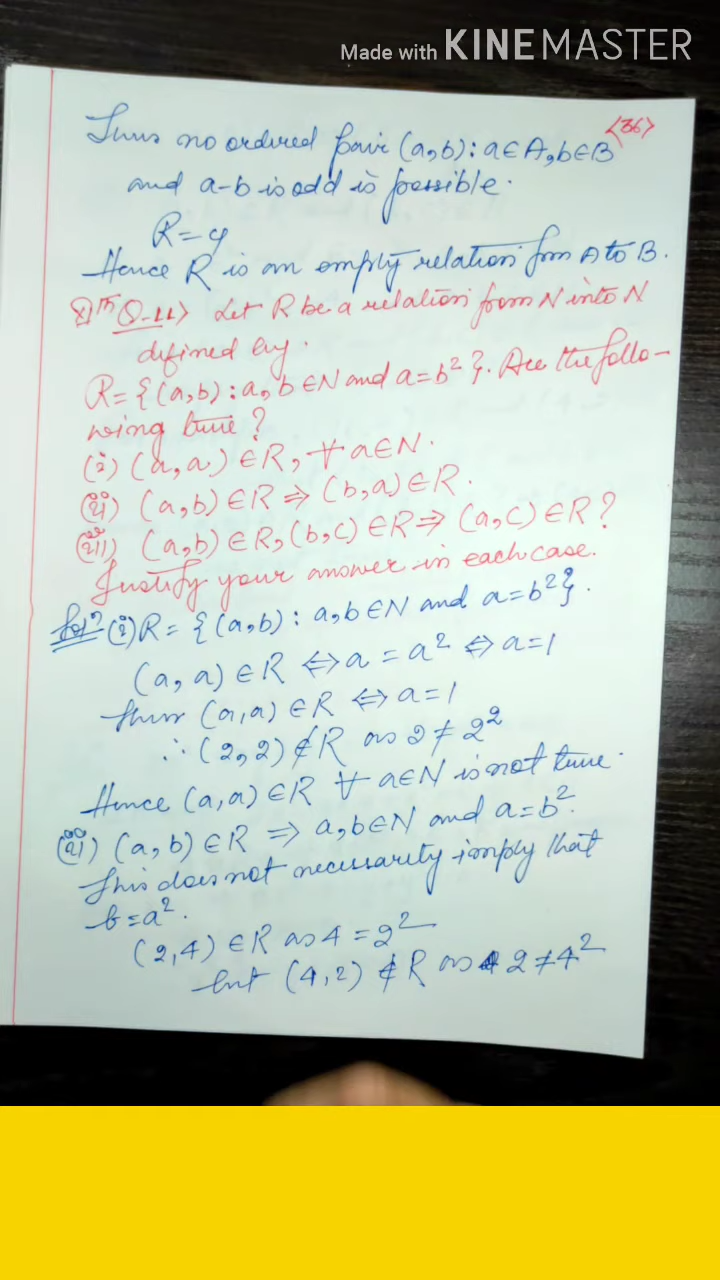 Made with KINEMASTER
<36>
Thus no ordered pair (a,b): a∈A, b∈B
and a-b is odd is possible.
R=φ
Hence R is an empty relation from A to B.
Q-11> Let R be a relation from N into N
defined by.
R={(a,b): a,b∈N and a=b²}. Are the follo-
wing true?
(i) (a,a)∈R, ∀a∈N.
(ii) (a,b)∈R ⇒ (b,a)∈R.
(iii) (a,b)∈R, (b,c)∈R ⇒ (a,c)∈R?
Justify your answer in each case.
Solⁿ (i) R={(a,b): a,b∈N and a=b²}.
(a,a)∈R ⇔ a=a² ⇔ a=1
Thus (a,a)∈R ⇔ a=1
∴ (2,2)∉R as 2≠2²
Hence (a,a)∈R ∀ a∈N is not true.
(ii) (a,b)∈R ⇒ a,b∈N and a=b².
This does not necessarily imply that
b=a².
(2,4)∈R as 4=2²
but (4,2)∉R as 2≠4²